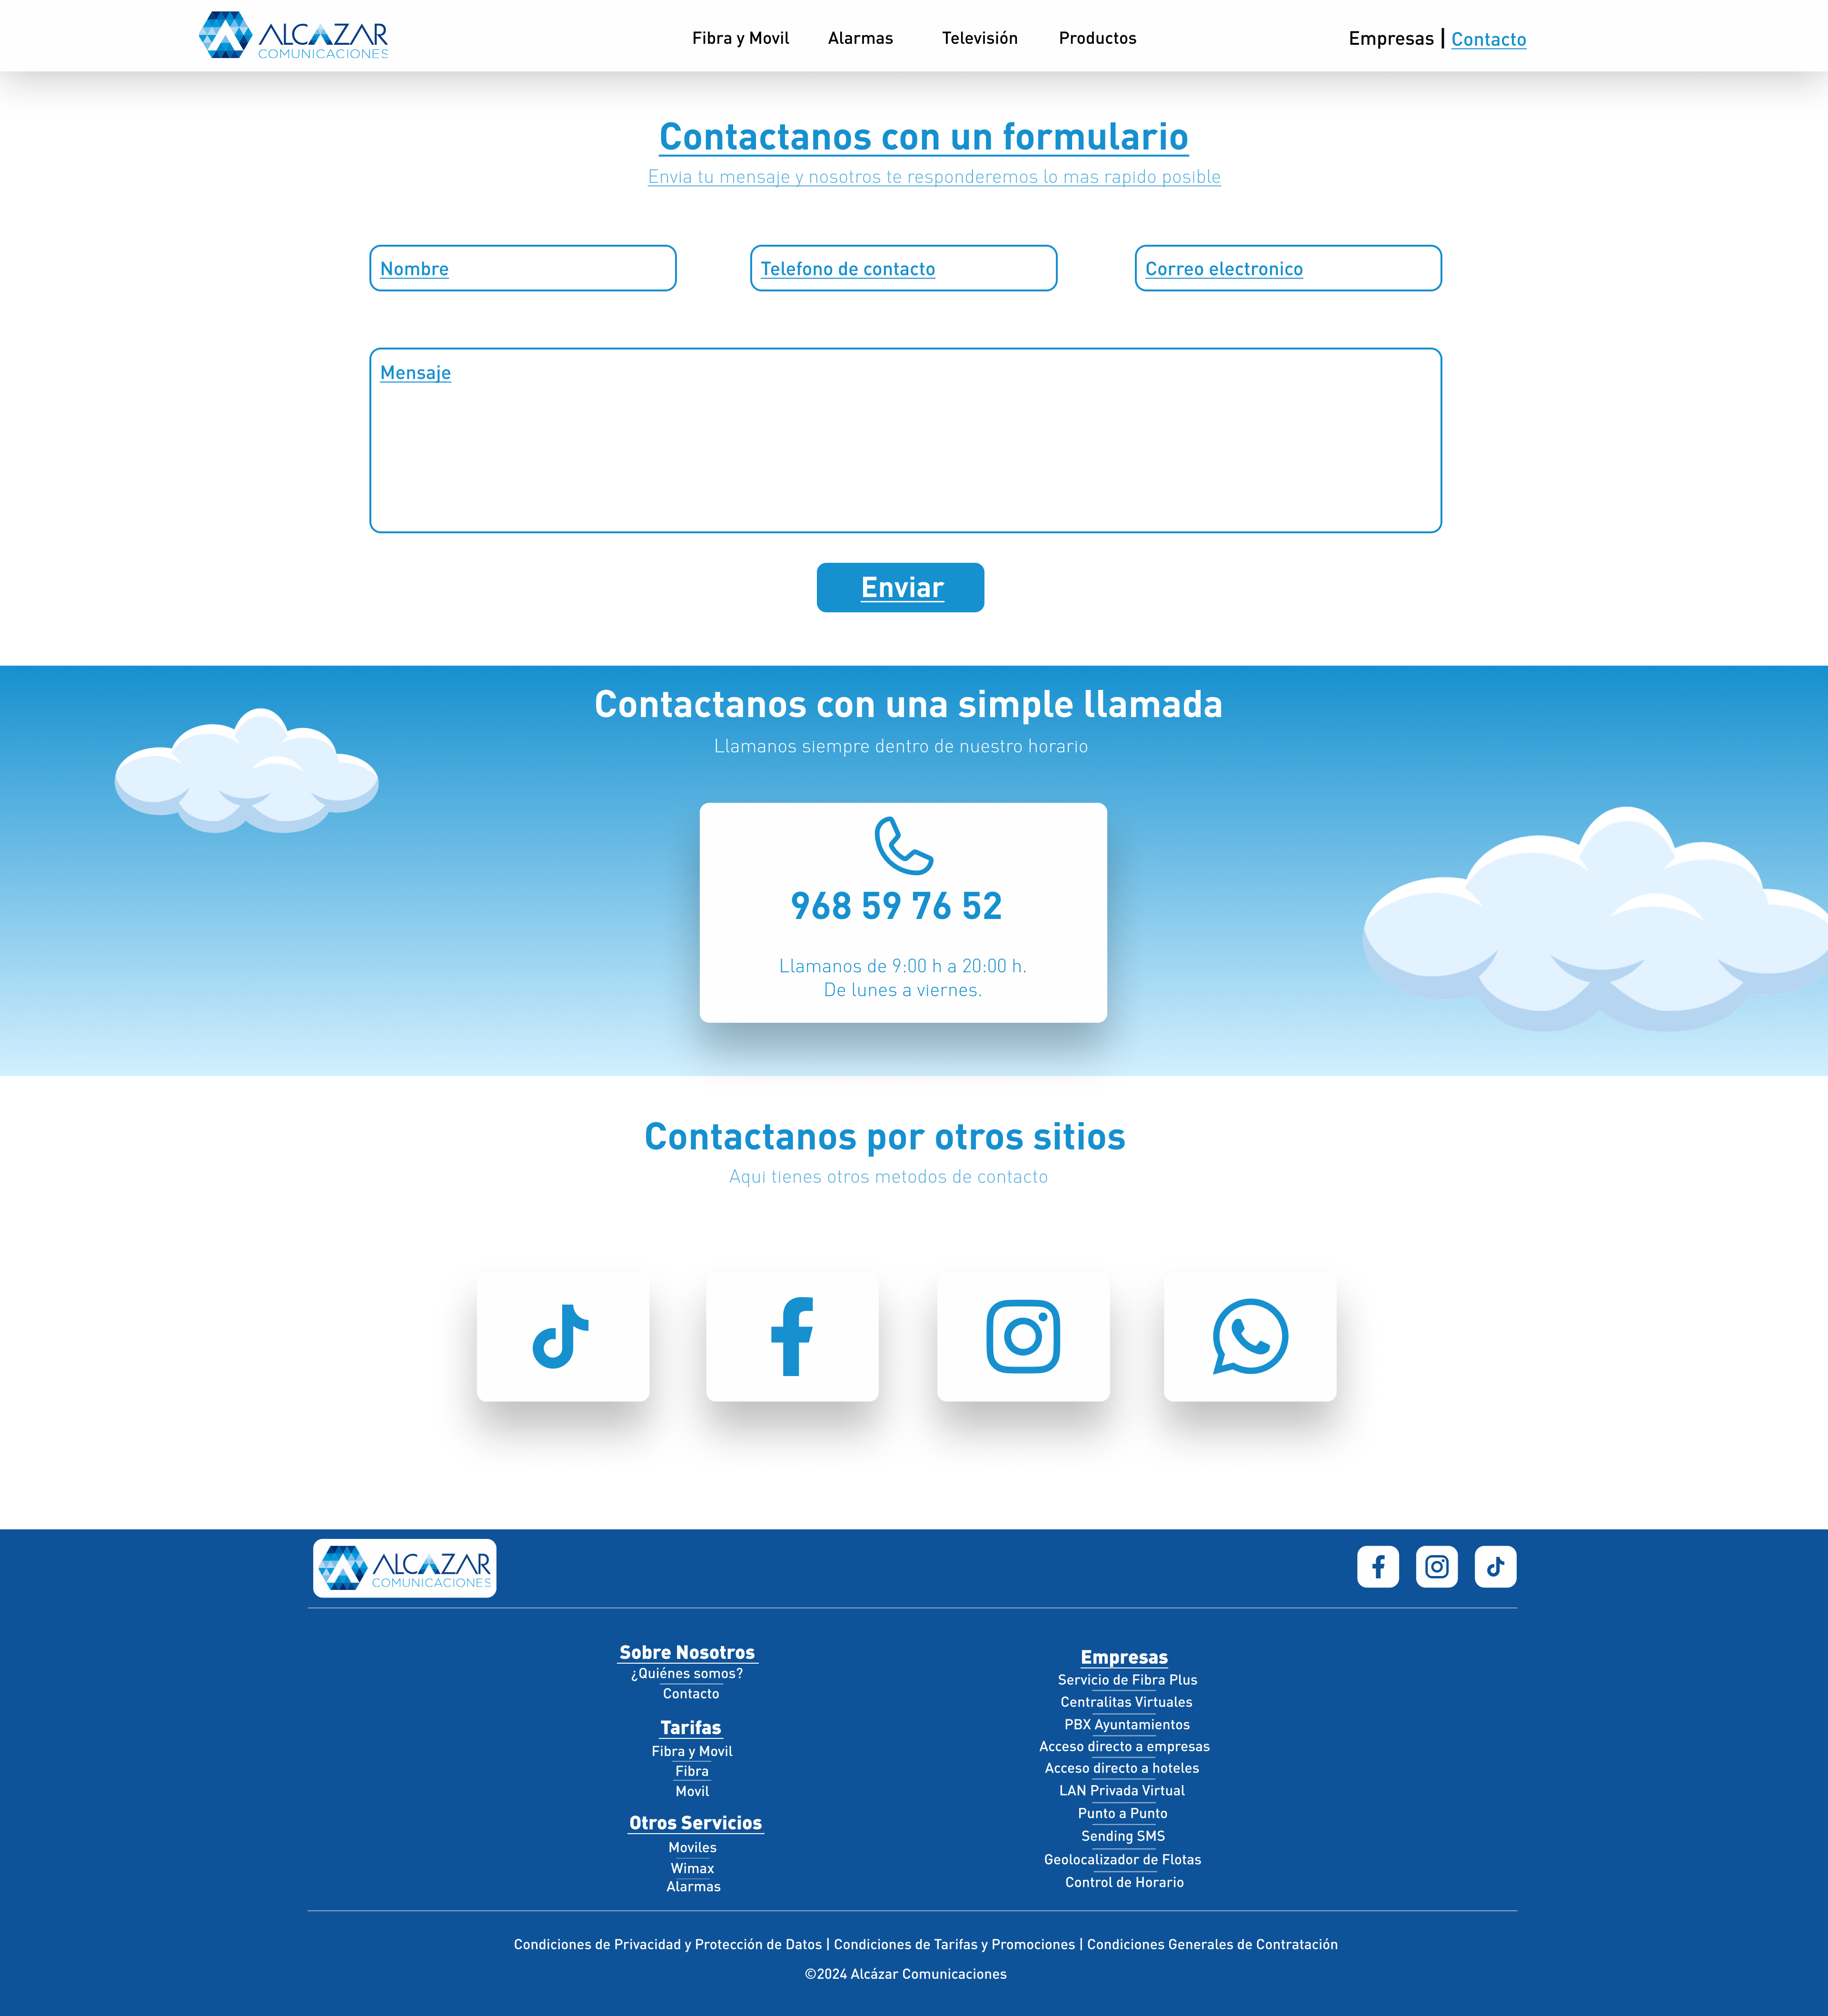 ALCAZAR
COMUNICACIONES
Fibra y Movil
Alarmas
Televisión
Productos
Empresas | Contacto
Contactanos con un formulario
Envia tu mensaje y nosotros te responderemos lo mas rapido posible
Nombre
Telefono de contacto
Correo electronico
Mensaje
Enviar
Contactanos con una simple llamada
Llamanos siempre dentro de nuestro horario
968 59 76 52
Llamanos de 9:00 h a 20:00 h.
De lunes a viernes.
Contactanos por otros sitios
Aqui tienes otros metodos de contacto
ALCAZAR
COMUNICACIONES
Sobre Nosotros
¿Quiénes somos?
Contacto
Tarifas
Fibra y Movil
Fibra
Movil
Otros Servicios
Moviles
Wimax
Alarmas
Empresas
Servicio de Fibra Plus
Centralitas Virtuales
PBX Ayuntamientos
Acceso directo a empresas
Acceso directo a hoteles
LAN Privada Virtual
Punto a Punto
Sending SMS
Geolocalizador de Flotas
Control de Horario
Condiciones de Privacidad y Protección de Datos | Condiciones de Tarifas y Promociones | Condiciones Generales de Contratación
©2024 Alcázar Comunicaciones